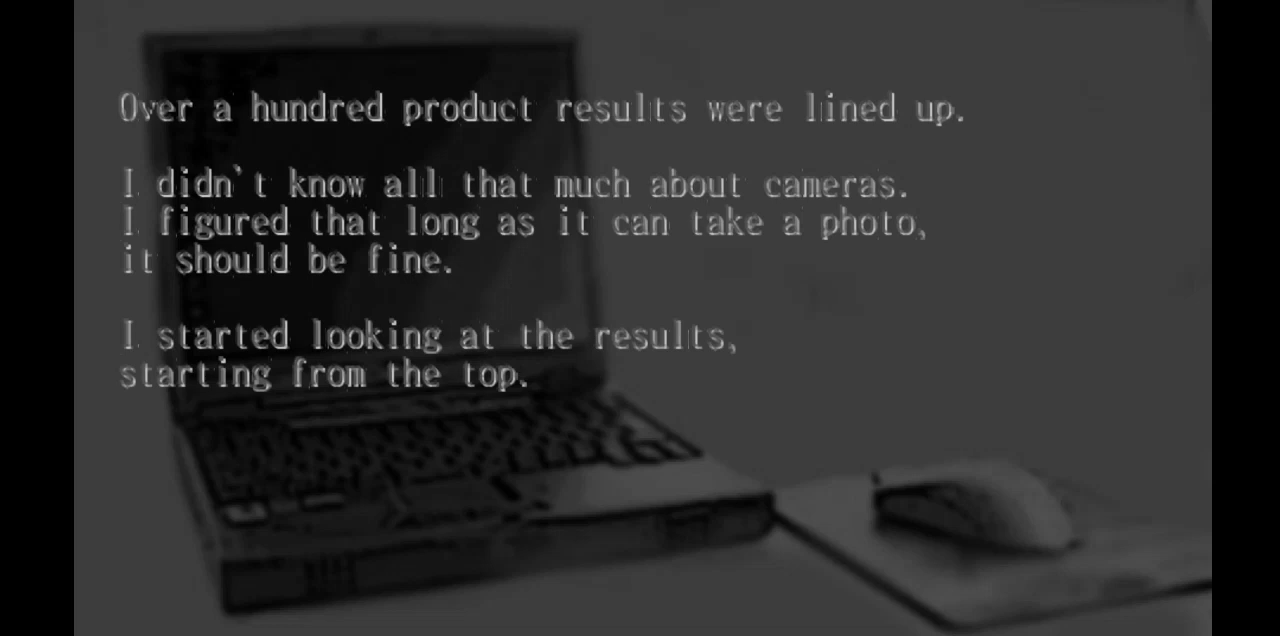 Over a hundred product results were lined up.
I didn't know all that much about cameras.
I figured that long as it can take a photo,
it should be fine.
I started looking at the results,
starting from the top.